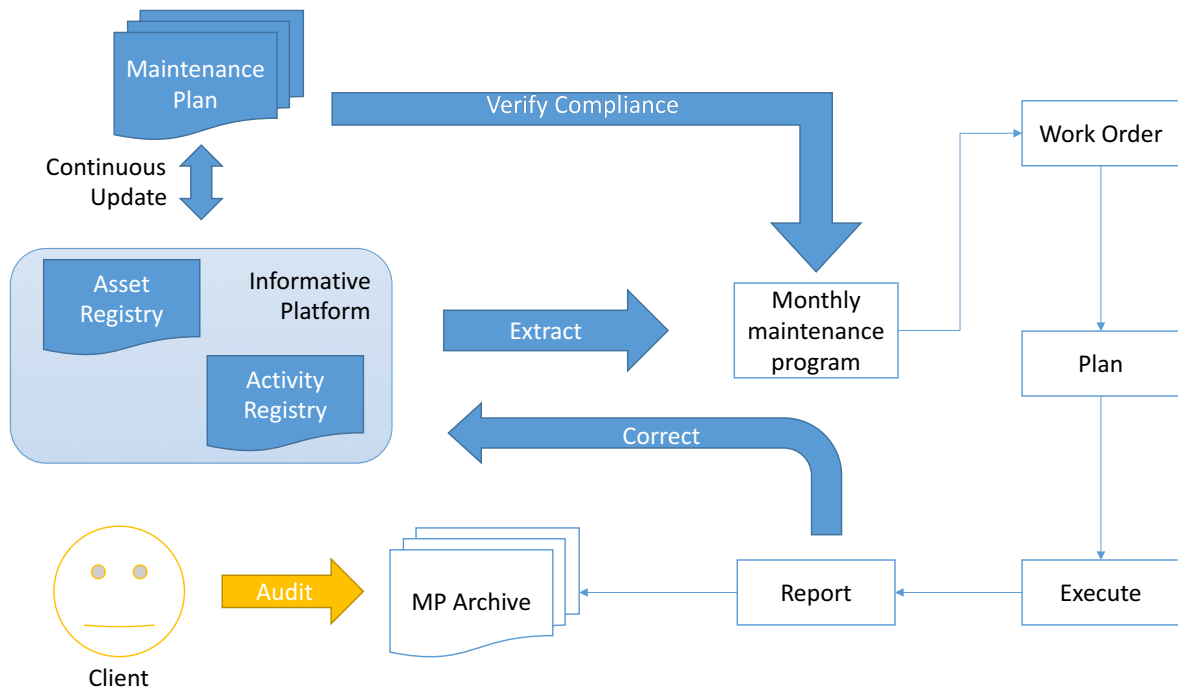 Maintenance
Plan
Verify Compliance
Work Order
Continuous
Update
Asset
Registry
Informative
Platform
Extract
Monthly
maintenance
program
Plan
Activity
Registry
Correct
Audit
MP Archive
Report
Execute
Client